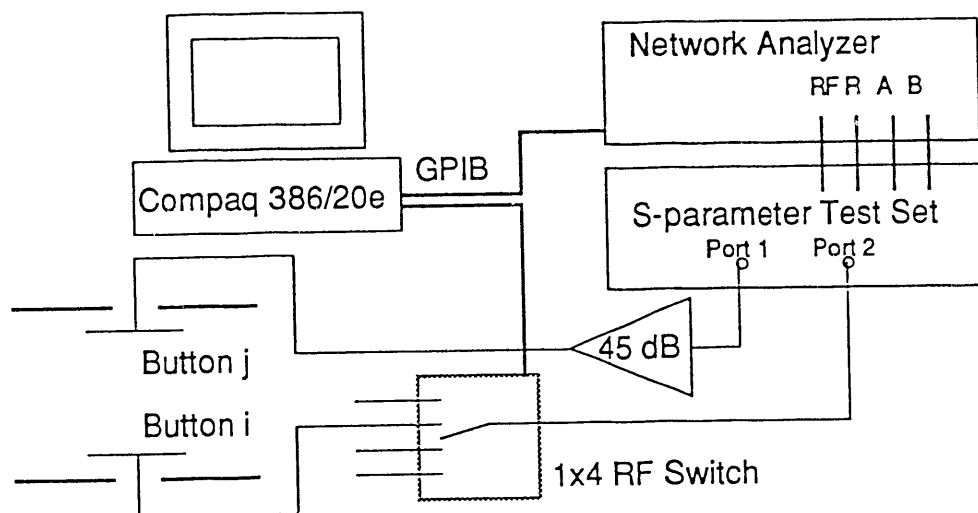 Network Analyzer
RF R A B
GPIB
Compaq 386/20e
S-parameter Test Set
Port 1 Port 2
45 dB
Button j
Button i
1x4 RF Switch